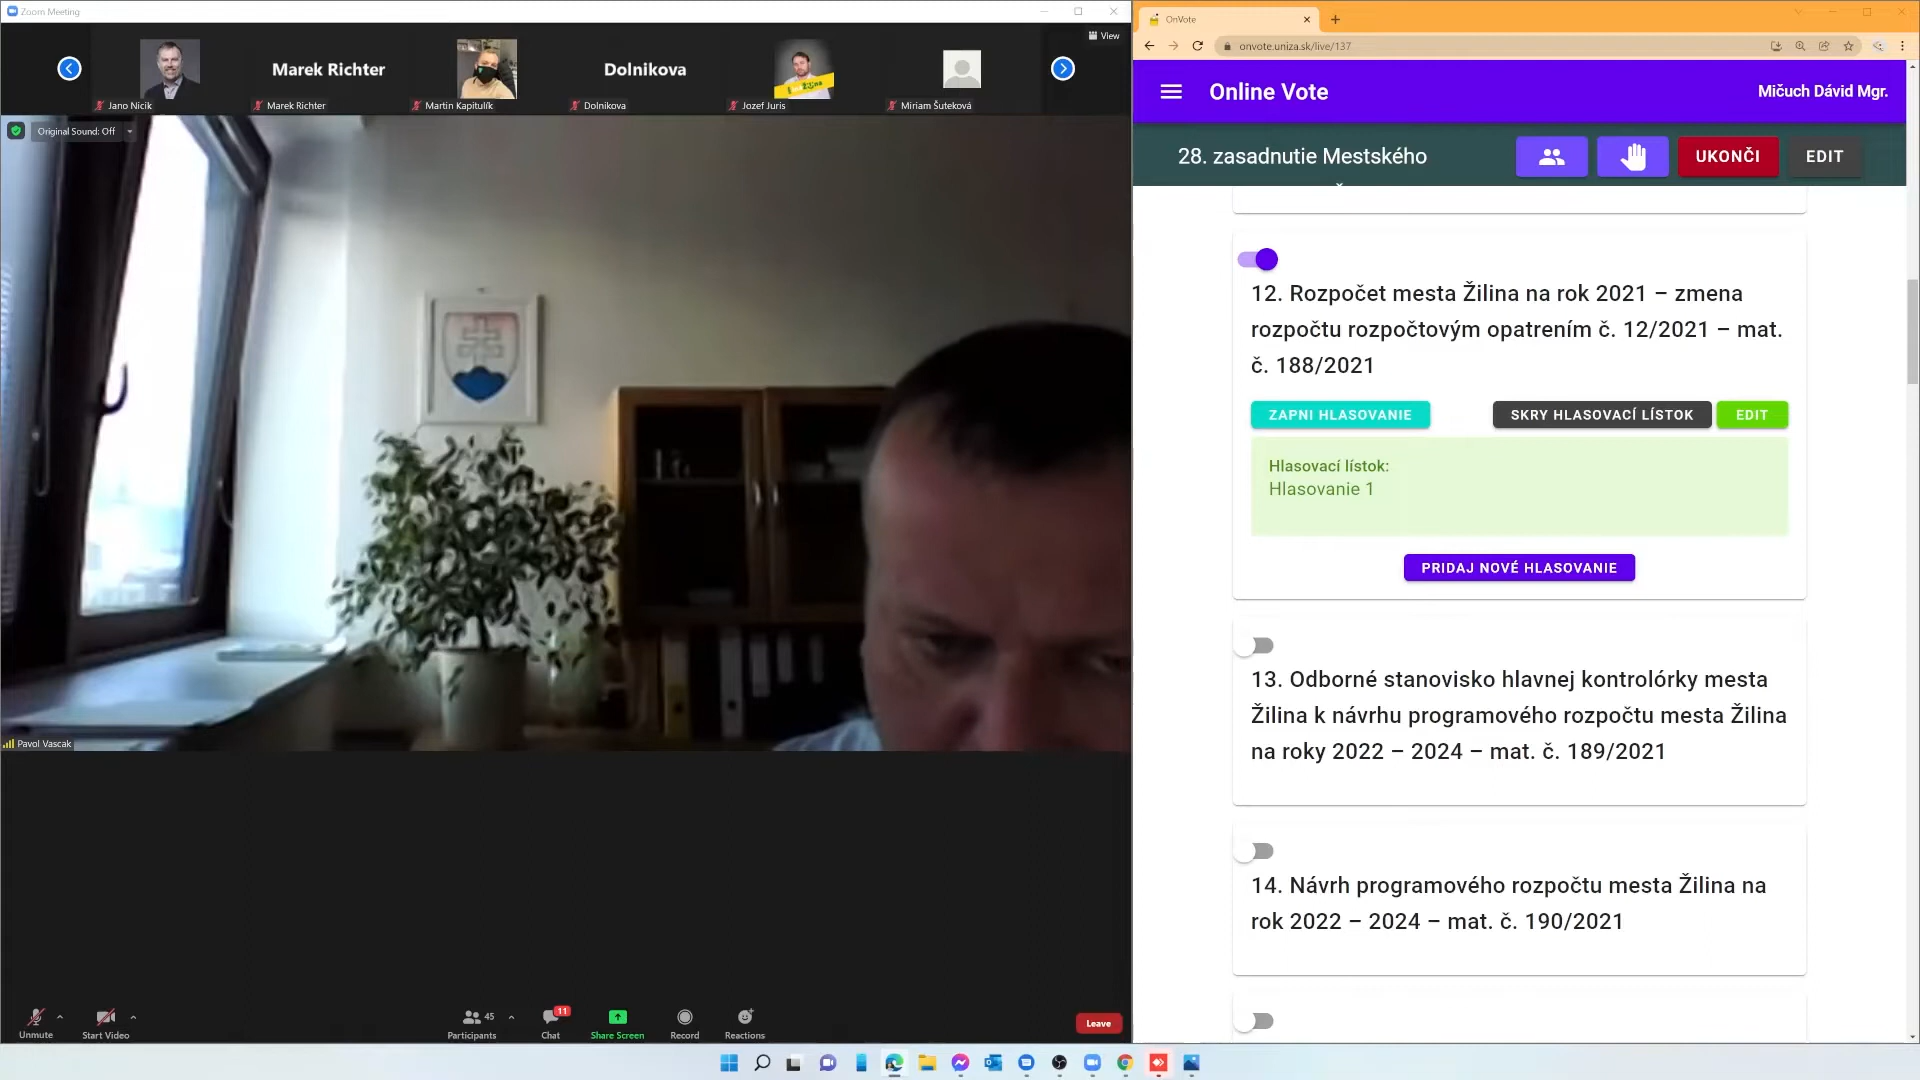 Zoom Meeting
View
Marek Richter
Dolnikova
Jano Nicik
Marek Richter
Martin Kapitulík
Dolnikova
Jozef Juris
Miriam Šuteková
Original Sound: Off
Pavol Vascak
Unmute
Start Video
45
Participants
11
Chat
Share Screen
Record
Reactions
Leave
OnVote
onvote.uniza.sk/live/137
Online Vote
Mičuch Dávid Mgr.
28. zasadnutie Mestského
UKONČI
EDIT
12. Rozpočet mesta Žilina na rok 2021 – zmena
rozpočtu rozpočtovým opatrením č. 12/2021 – mat.
č. 188/2021
ZAPNI HLASOVANIE
SKRY HLASOVACÍ LÍSTOK
EDIT
Hlasovací lístok:
Hlasovanie 1
PRIDAJ NOVÉ HLASOVANIE
13. Odborné stanovisko hlavnej kontrolórky mesta
Žilina k návrhu programového rozpočtu mesta Žilina
na roky 2022 – 2024 – mat. č. 189/2021
14. Návrh programového rozpočtu mesta Žilina na
rok 2022 – 2024 – mat. č. 190/2021